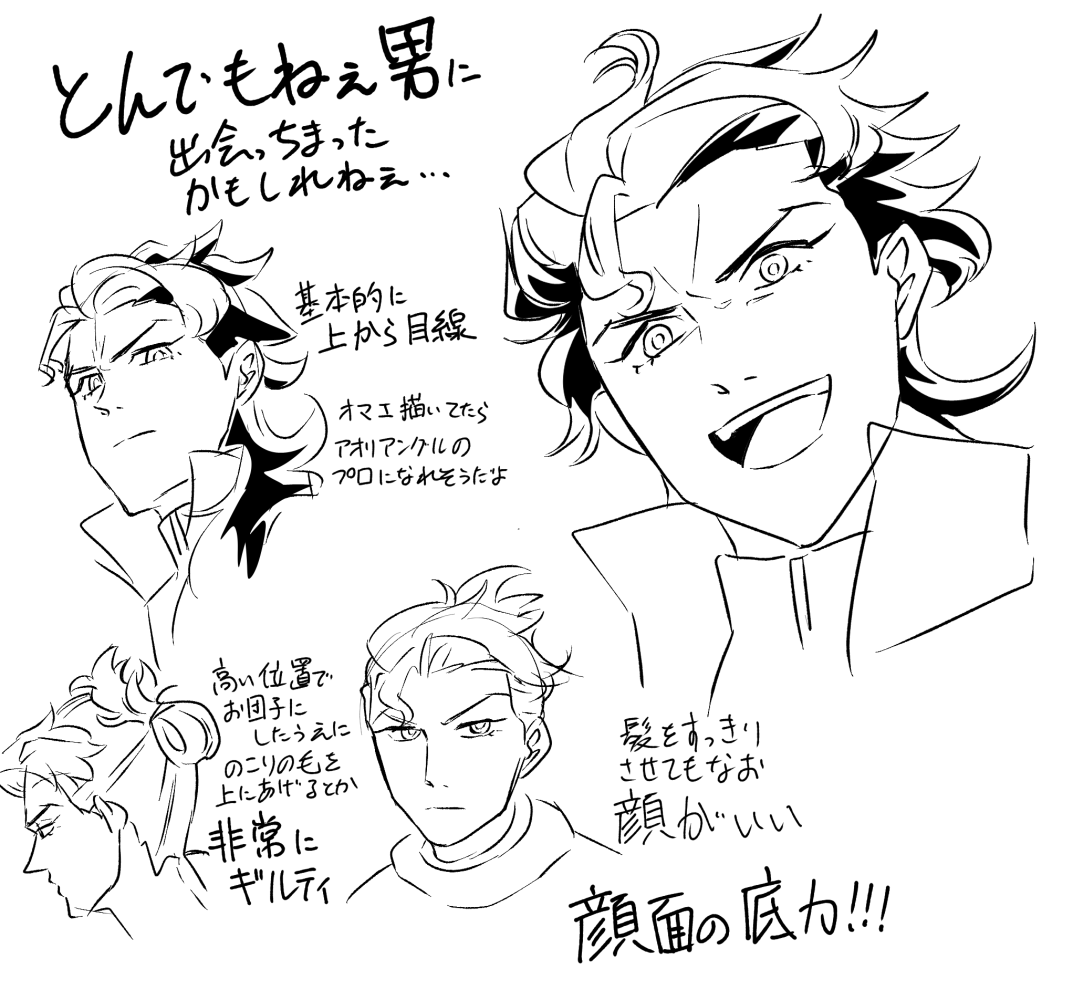 とんでもねぇ男に
出会っちまった
かもしれねぇ…
基本的に
上から目線
オマエ描いてたら
アオリアングルの
プロになれそうだよ
高い位置で
お団子に
したうえに
のこりの毛を
上にあげるとか
非常に
ギルティ
髪をすっきり
させてもなお
顔がいい
顔面の底力!!!